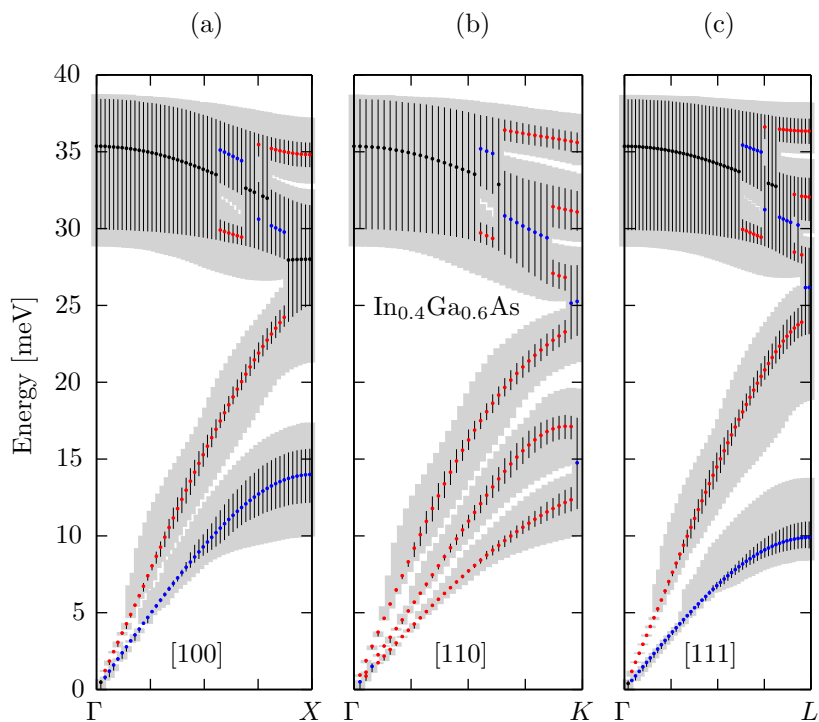 (a) (b) (c)
Energy [meV]
40
35
30
25
20
15
10
5
0
In0.4Ga0.6As
[100] [110] [111]
Γ X Γ K Γ L